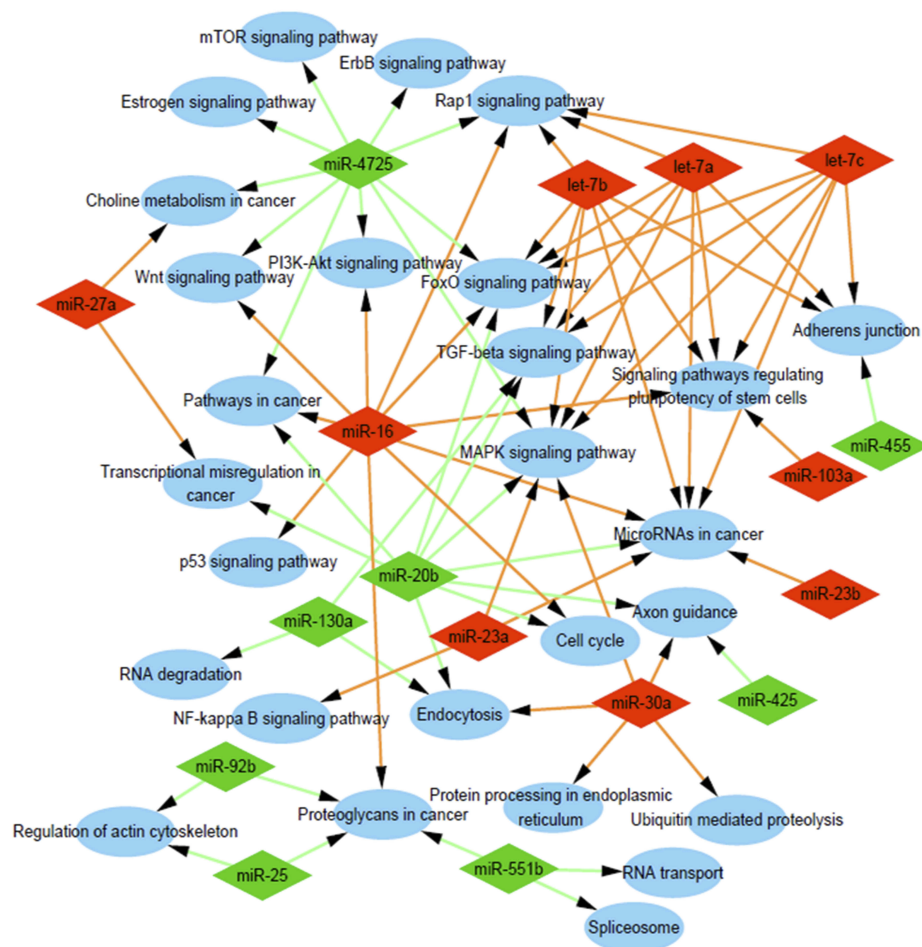 mTOR signaling pathway
ErbB signaling pathway
Estrogen signaling pathway
Rap1 signaling pathway
miR-4725
let-7b
let-7a
let-7c
Choline metabolism in cancer
Wnt signaling pathway
PI3K-Akt signaling pathway
FoxO signaling pathway
miR-27a
Adherens junction
TGF-beta signaling pathway
Signaling pathways regulating
pluripotency of stem cells
Pathways in cancer
miR-16
miR-455
MAPK signaling pathway
miR-103a
Transcriptional misregulation in
cancer
MicroRNAs in cancer
p53 signaling pathway
miR-20b
miR-23b
miR-130a
miR-23a
Cell cycle
Axon guidance
RNA degradation
NF-kappa B signaling pathway
Endocytosis
miR-30a
miR-425
miR-92b
Protein processing in endoplasmic
reticulum
Proteoglycans in cancer
Ubiquitin mediated proteolysis
Regulation of actin cytoskeleton
miR-25
miR-551b
RNA transport
Spliceosome